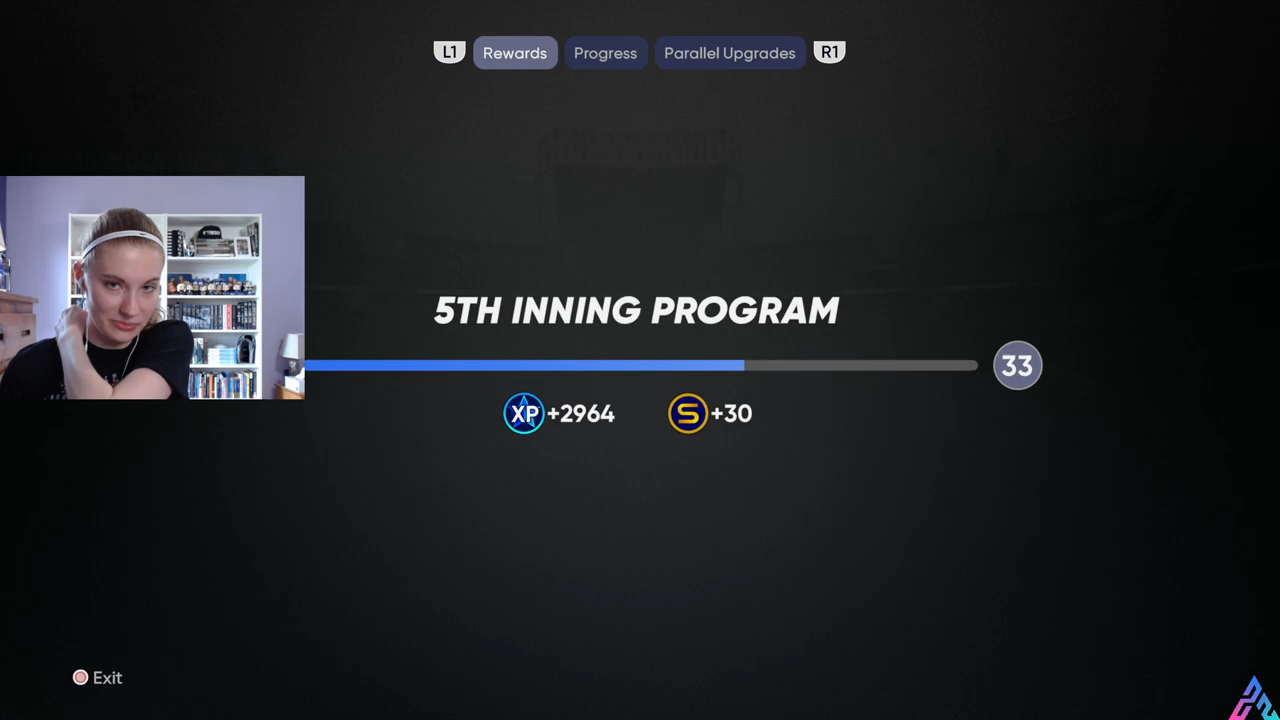 L1 Rewards Progress Parallel Upgrades R1
5TH INNING PROGRAM
33
XP +2964 S +30
Exit